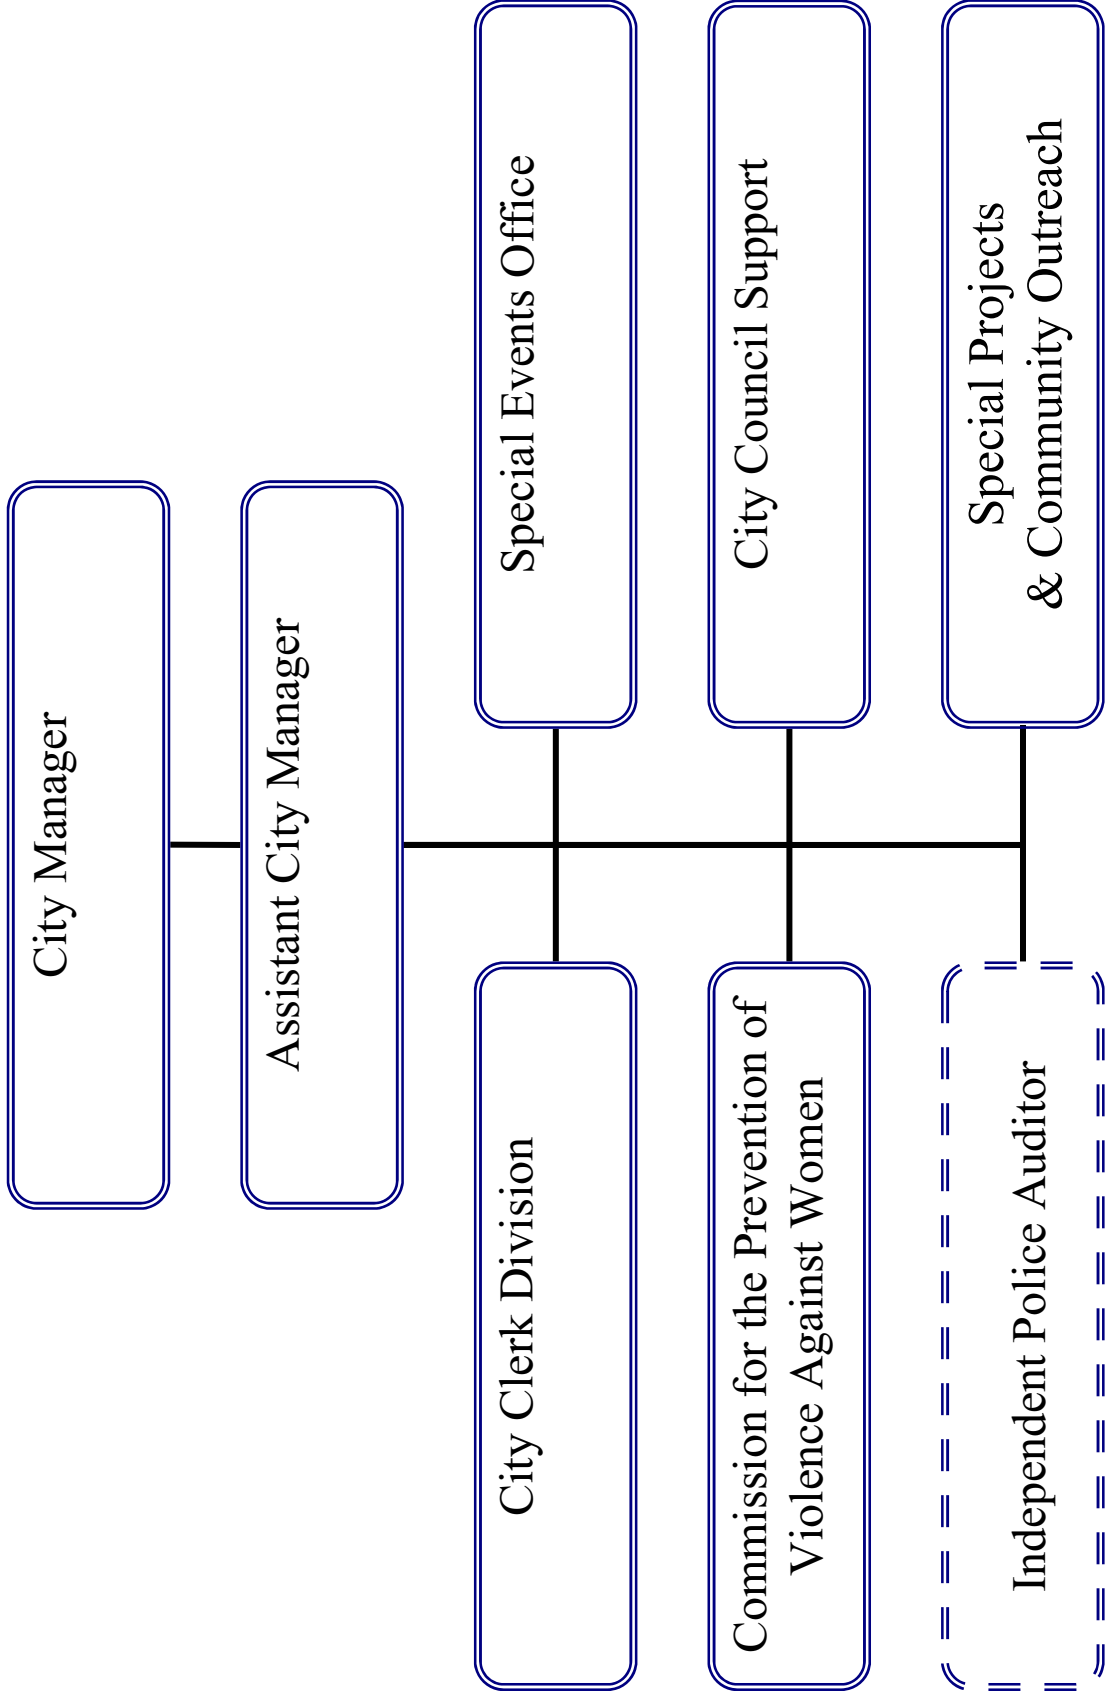 City Manager
Assistant City Manager
City Clerk Division
Special Events Office
Commission for the Prevention of
Violence Against Women
City Council Support
Independent Police Auditor
Special Projects
& Community Outreach